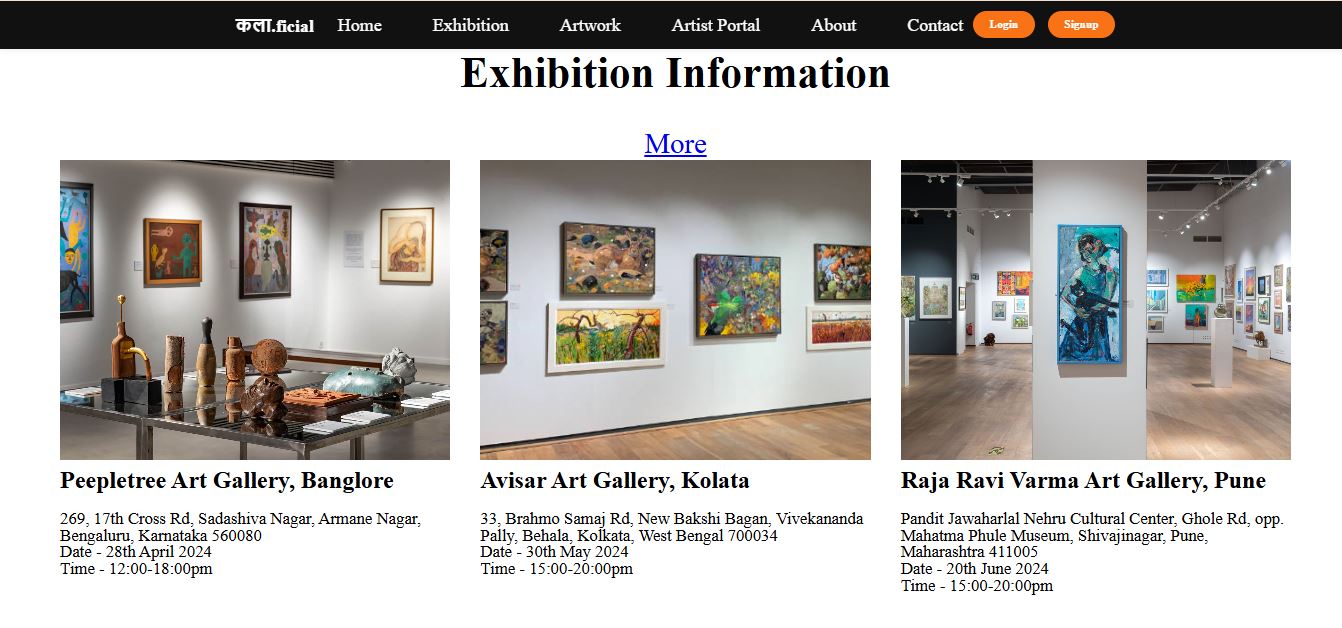 कला.ficial Home Exhibition Artwork Artist Portal About Contact Login Signup
Exhibition Information
More
Peepletree Art Gallery, Banglore
269, 17th Cross Rd, Sadashiva Nagar, Armane Nagar,
Bengaluru, Karnataka 560080
Date - 28th April 2024
Time - 12:00-18:00pm
Avisar Art Gallery, Kolata
33, Brahmo Samaj Rd, New Bakshi Bagan, Vivekananda
Pally, Behala, Kolkata, West Bengal 700034
Date - 30th May 2024
Time - 15:00-20:00pm
Raja Ravi Varma Art Gallery, Pune
Pandit Jawaharlal Nehru Cultural Center, Ghole Rd, opp.
Mahatma Phule Museum, Shivajinagar, Pune,
Maharashtra 411005
Date - 20th June 2024
Time - 15:00-20:00pm